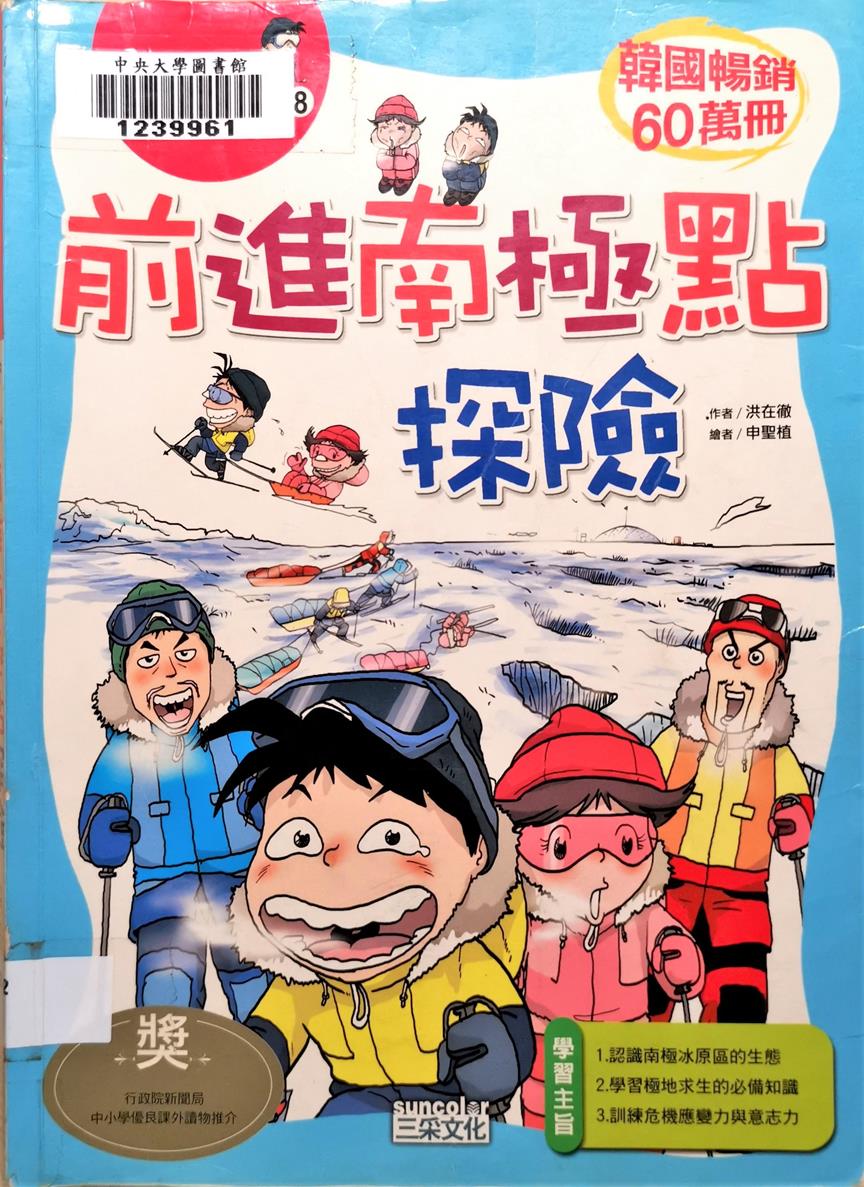 中央大學圖書館
8
1239961
韓國暢銷
60萬冊
前進南極點
探險
作者/洪在徹
繪者/申聖植
2
獎
行政院新聞局
中小學優良課外讀物推介
suncolor
三采文化
學習主旨
1.認識南極冰原區的生態
2.學習極地求生的必備知識
3.訓練危機應變力與意志力